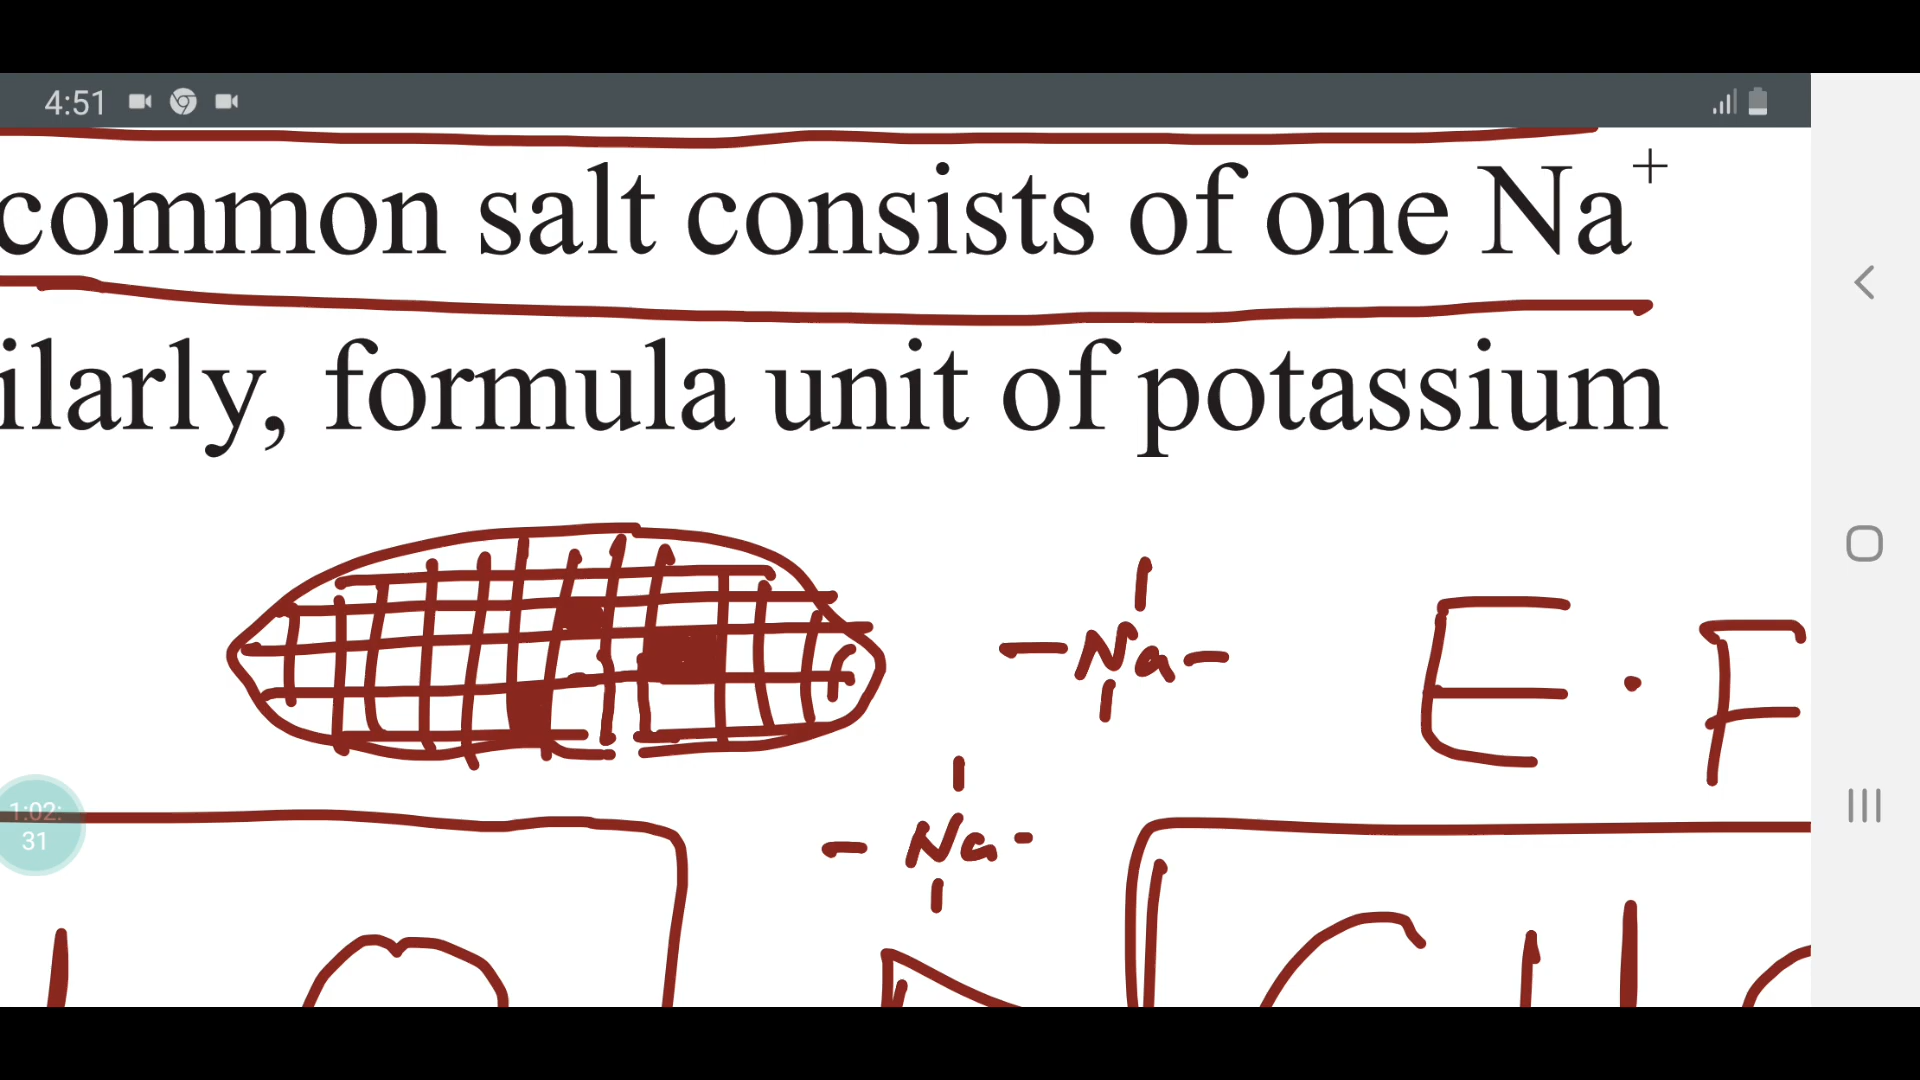 4:51
common salt consists of one Na⁺
ilarly, formula unit of potassium
-Na-
E.F
-Na-
1:02:
31